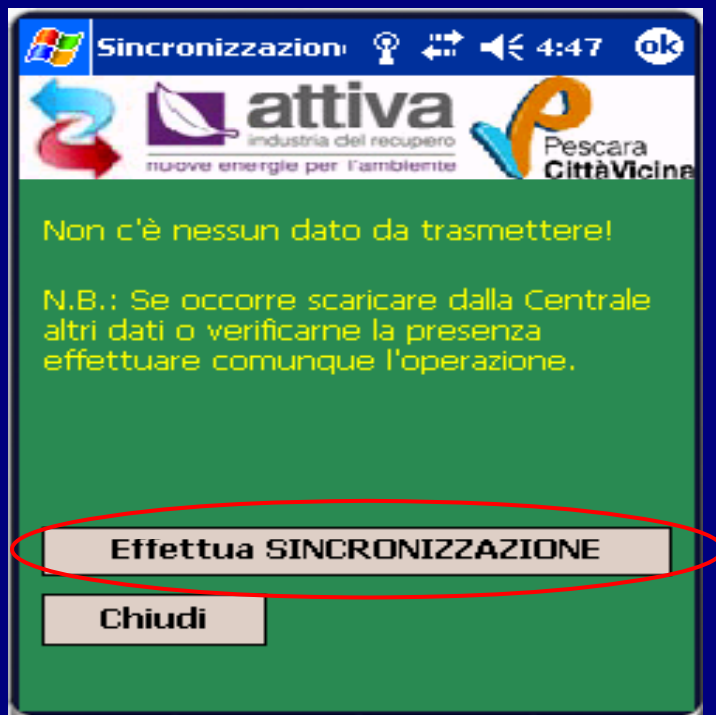 Sincronizzazion
4:47
ok
attiva
industria del recupero
nuove energie per l'ambiente
Pescara
CittàVicina
Non c'è nessun dato da trasmettere!
N.B.: Se occorre scaricare dalla Centrale
altri dati o verificarne la presenza
effettuare comunque l'operazione.
Effettua SINCRONIZZAZIONE
Chiudi